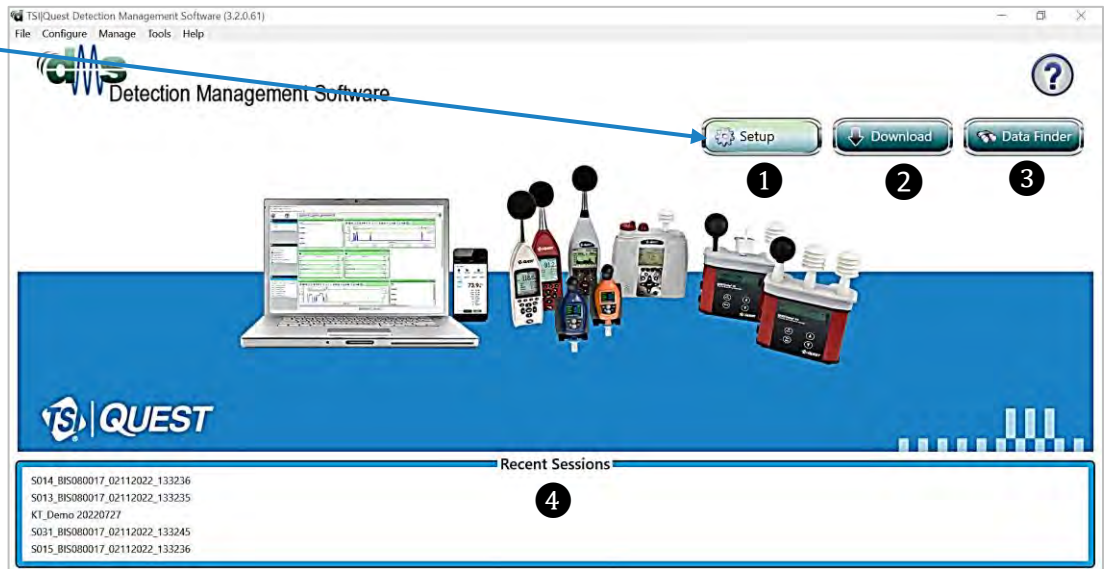 TSI|Quest Detection Management Software (3.2.0.61)
File Configure Manage Tools Help
dms
Detection Management Software
?
Setup
Download
Data Finder
1
2
3
TSI QUEST
Recent Sessions
4
S014_BIS080017_02112022_133236
S013_BIS080017_02112022_133235
KT_Demo 20220727
S031_BIS080017_02112022_133245
S015_BIS080017_02112022_133236